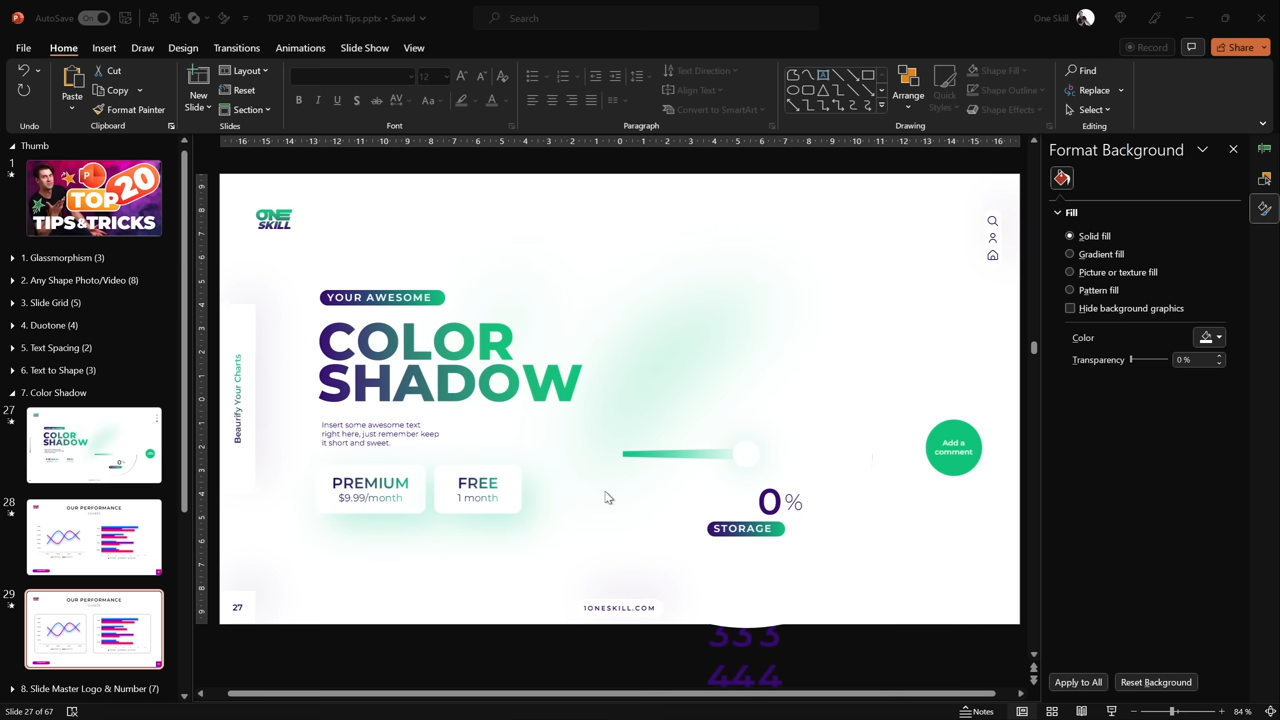 AutoSave On
TOP 20 PowerPoint Tips.pptx • Saved
Search
One Skill
File Home Insert Draw Design Transitions Animations Slide Show View
Record
Share
Paste
Cut
Copy
Format Painter
New
Slide
Layout
Reset
Section
12
Aa
Text Direction
Align Text
Convert to SmartArt
Arrange
Quick
Styles
Shape Fill
Shape Outline
Shape Effects
Find
Replace
Select
Undo Clipboard Slides Font Paragraph Drawing Editing
Thumb
1
TOP 20
TIPS & TRICKS
1. Glassmorphism (3)
2. Any Shape Photo/Video (8)
3. Slide Grid (5)
4. Duotone (4)
5. Text Spacing (2)
6. Text to Shape (3)
7. Color Shadow
27
COLOR
SHADOW
28
OUR PERFORMANCE
29
OUR PERFORMANCE
Slide Master Logo & Number (7)
ONE
SKILL
YOUR AWESOME
COLOR
SHADOW
Beaurify Your Charts
Insert some awesome text
right here, just remember keep
it short and sweet.
PREMIUM
$9.99/month
FREE
1 month
0 %
STORAGE
Add a
comment
27
1ONESKILL.COM
333
444
Format Background
Fill
Solid fill
Gradient fill
Picture or texture fill
Pattern fill
Hide background graphics
Color
Transparency 0 %
Apply to All
Reset Background
Slide 27 of 67
Notes
84 %